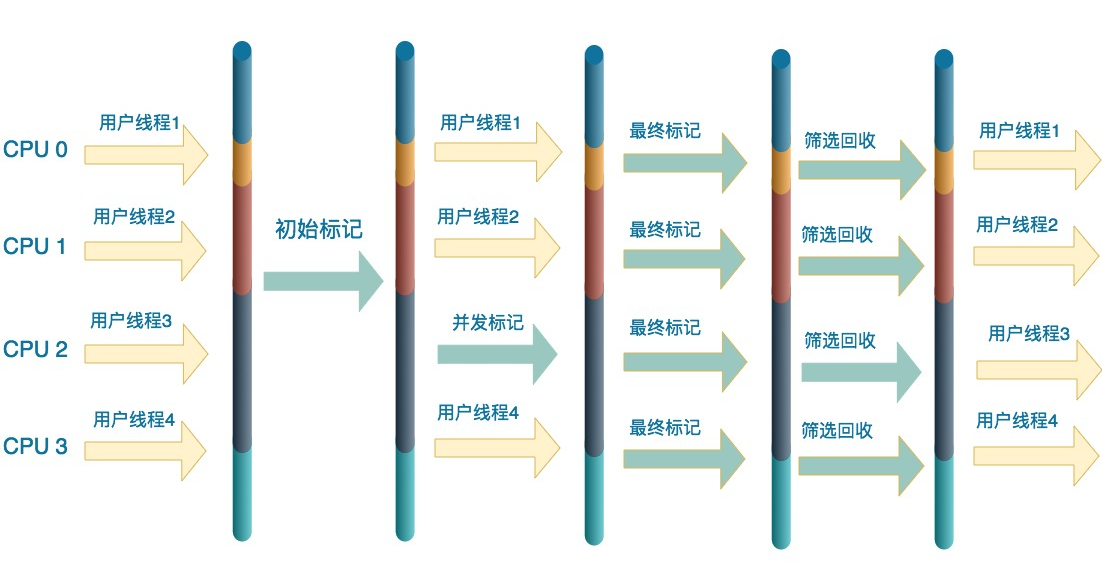 CPU 0
用户线程1
用户线程1
最终标记
筛选回收
用户线程1
CPU 1
用户线程2
初始标记
用户线程2
最终标记
筛选回收
用户线程2
CPU 2
用户线程3
并发标记
最终标记
筛选回收
用户线程3
CPU 3
用户线程4
用户线程4
最终标记
筛选回收
用户线程4